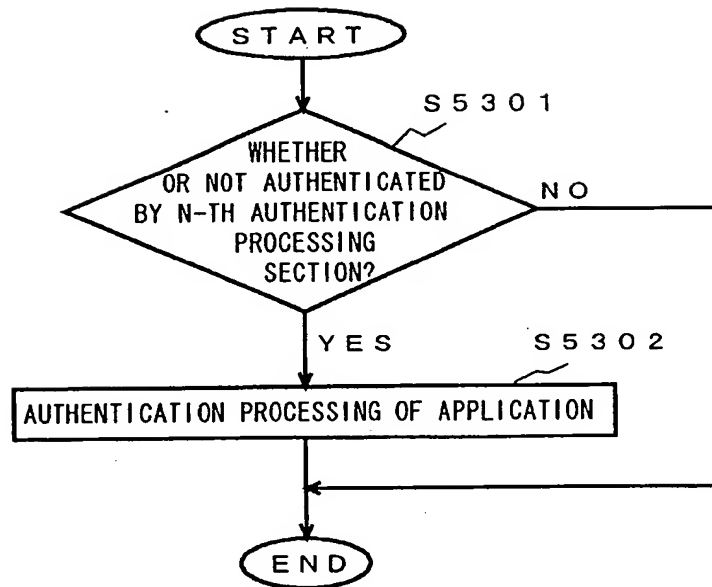 START
S5301
WHETHER
OR NOT AUTHENTICATED
BY N-TH AUTHENTICATION
PROCESSING
SECTION?
NO
YES
S5302
AUTHENTICATION PROCESSING OF APPLICATION
END